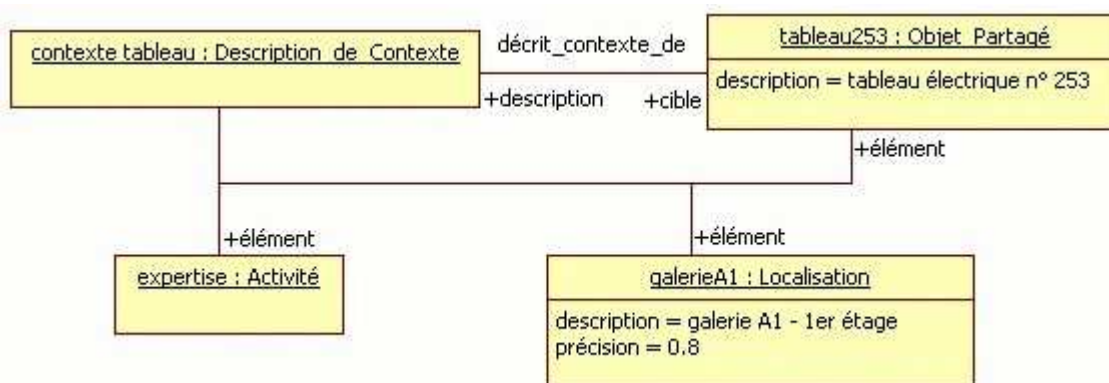 contexte tableau : Description_de_Contexte
décrit_contexte_de
+description
+cible
tableau253 : Objet_Partagé
description = tableau électrique n° 253
+élément
+élément
+élément
expertise : Activité
galerieA1 : Localisation
description = galerie A1 - 1er étage
précision = 0.8